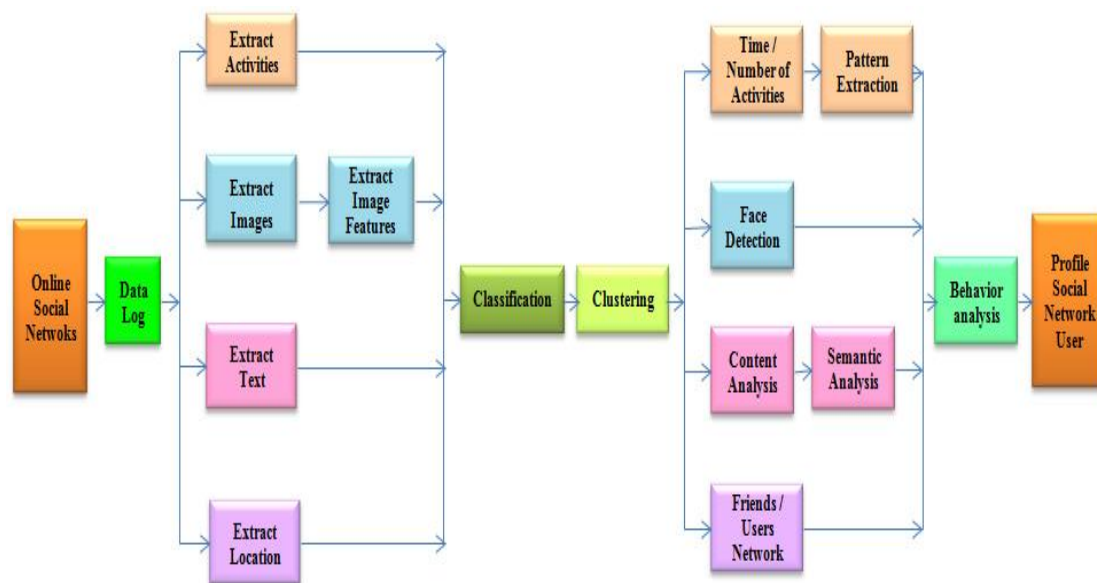 Online
Social
Netwoks
Data
Log
Extract
Activities
Extract
Images
Extract
Image
Features
Extract
Text
Extract
Location
Classification
Clustering
Time /
Number of
Activities
Pattern
Extraction
Face
Detection
Content
Analysis
Semantic
Analysis
Friends /
Users
Network
Behavior
analysis
Profile
Social
Network
User